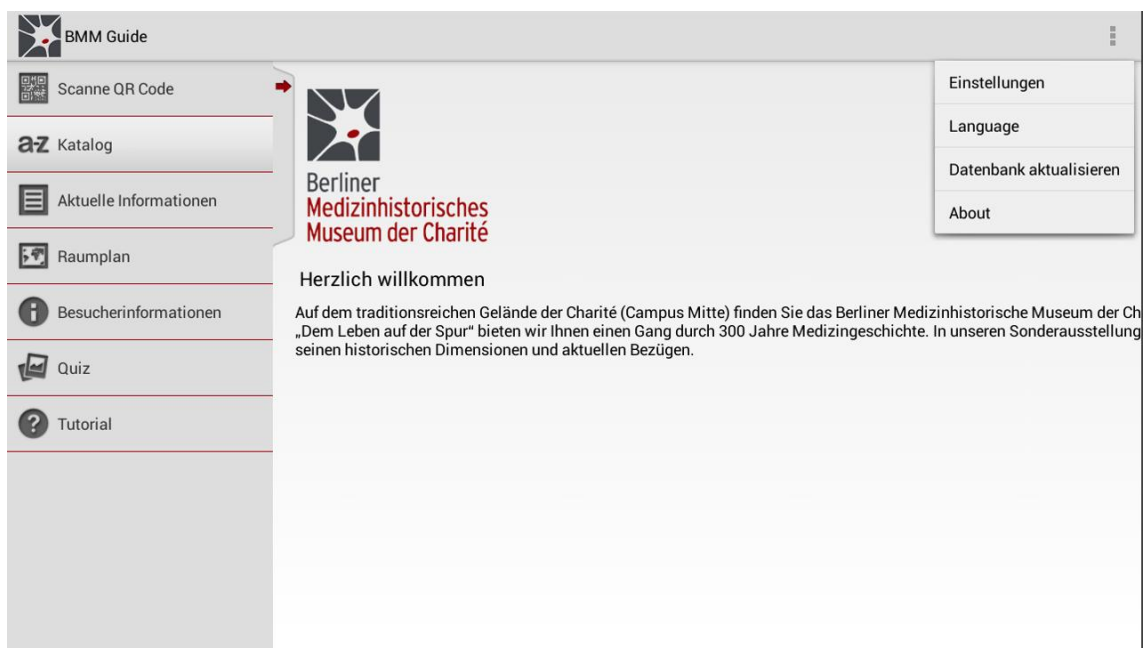 BMM Guide
Scanne QR Code
a-z Katalog
Aktuelle Informationen
Raumplan
Besucherinformationen
Quiz
Tutorial
Einstellungen
Language
Datenbank aktualisieren
About
Berliner
Medizinhistorisches
Museum der Charité
Herzlich willkommen
Auf dem traditionsreichen Gelände der Charité (Campus Mitte) finden Sie das Berliner Medizinhistorische Museum der Ch
„Dem Leben auf der Spur“ bieten wir Ihnen einen Gang durch 300 Jahre Medizingeschichte. In unseren Sonderausstellung
seinen historischen Dimensionen und aktuellen Bezügen.